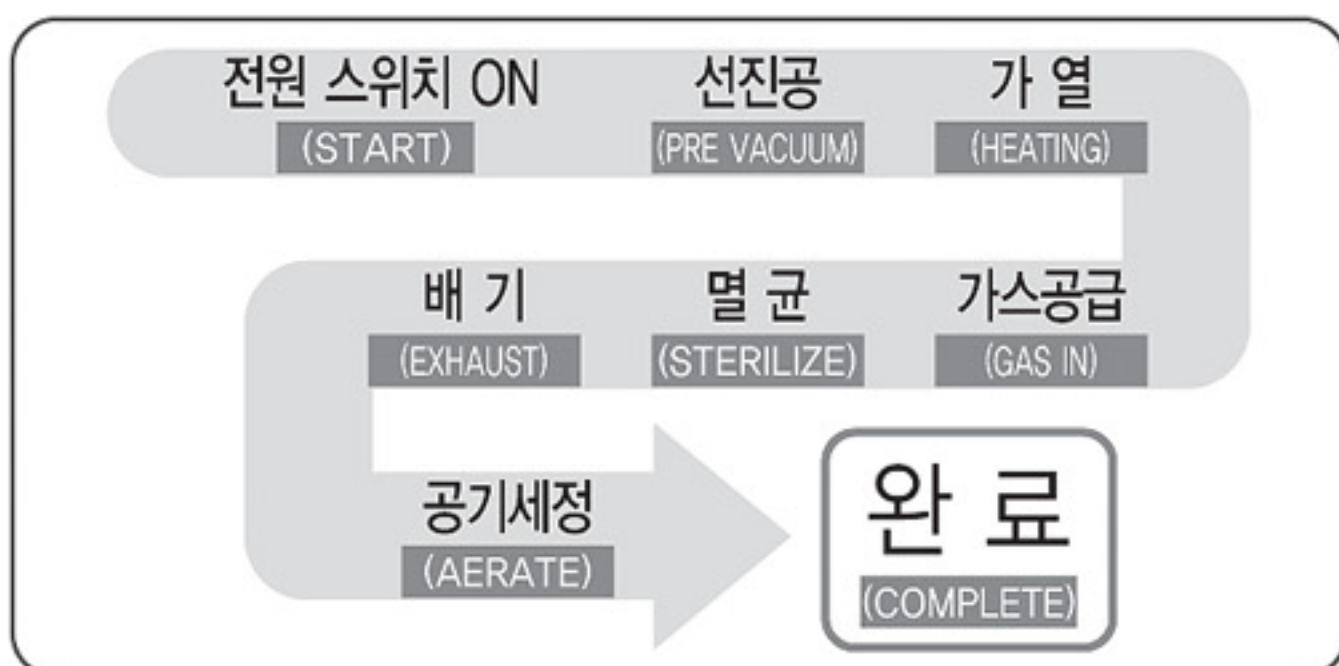 전원 스위치 ON
(START)
선진공
(PRE VACUUM)
가 열
(HEATING)
가스공급
(GAS IN)
멸 균
(STERILIZE)
배 기
(EXHAUST)
공기세정
(AERATE)
완 료
(COMPLETE)